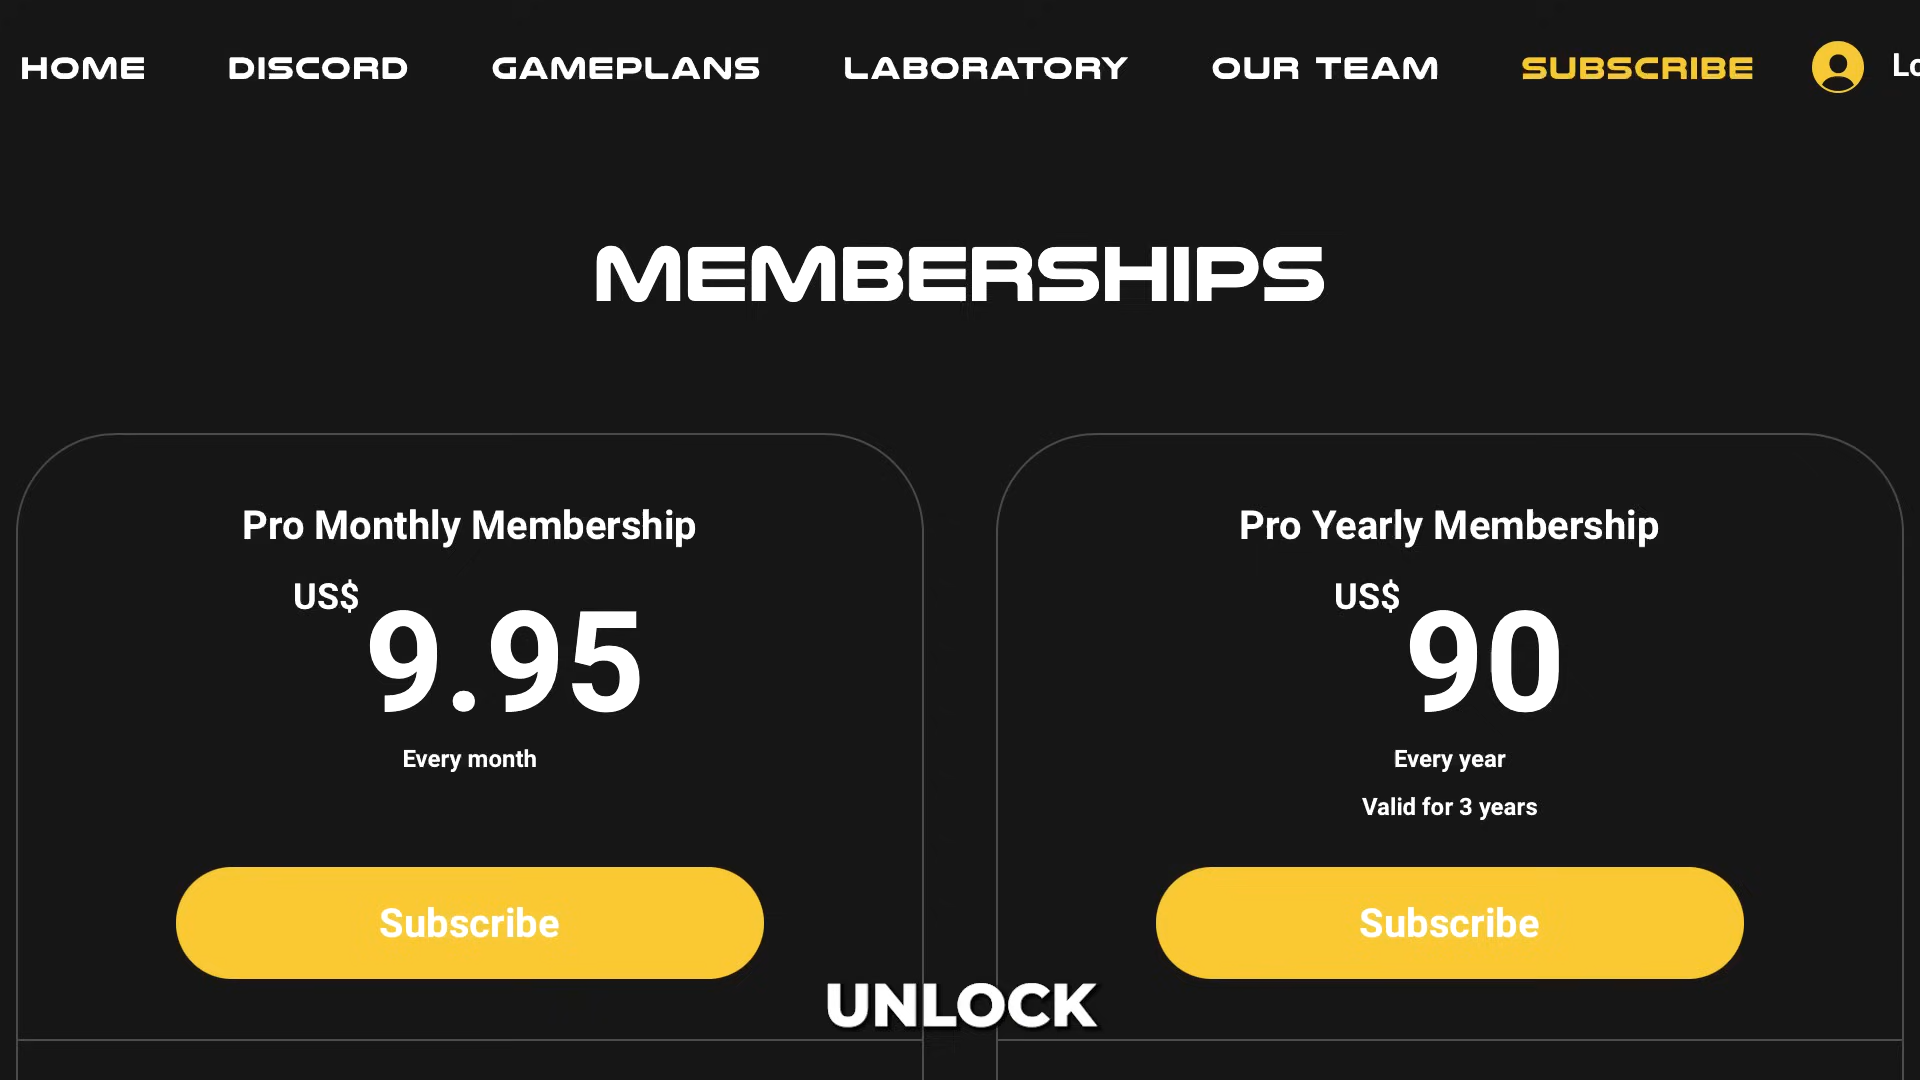 HOME DISCORD GAMEPLANS LABORATORY OUR TEAM SUBSCRIBE Lo
MEMBERSHIPS
Pro Monthly Membership
US$ 9.95
Every month
Subscribe
Pro Yearly Membership
US$ 90
Every year
Valid for 3 years
Subscribe
UNLOCK